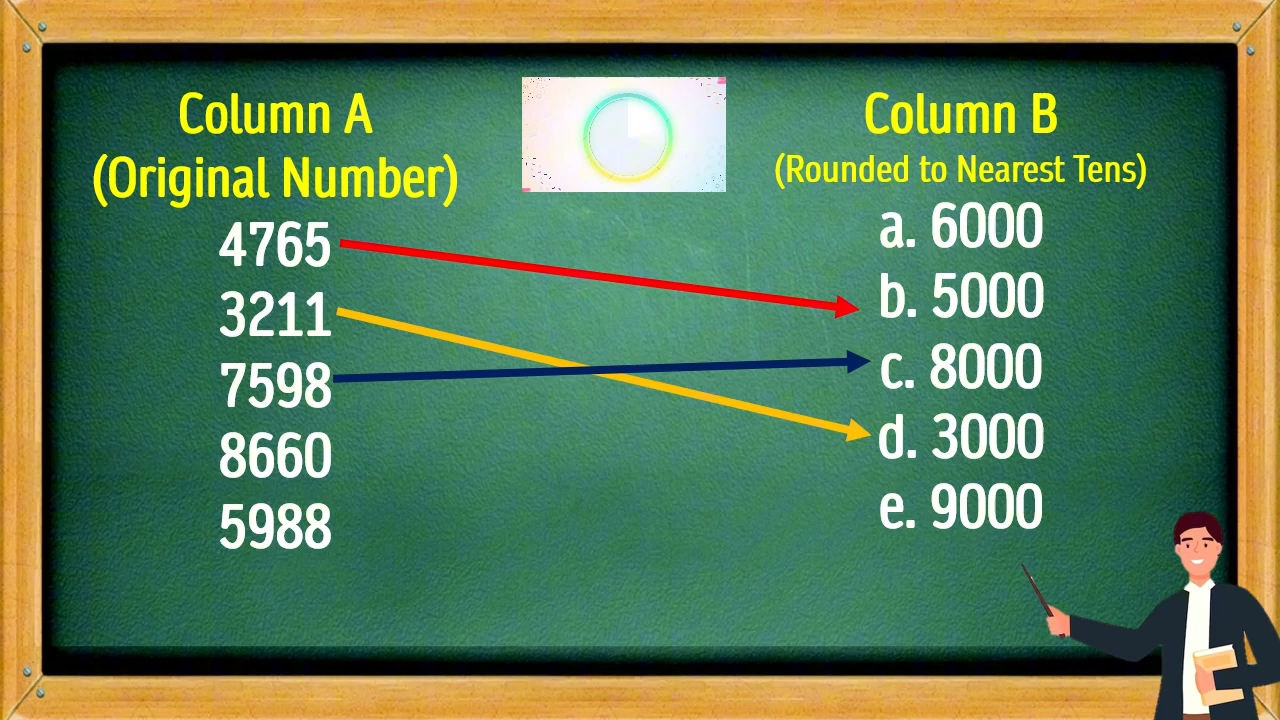 Column A
(Original Number)
4765
3211
7598
8660
5988
Column B
(Rounded to Nearest Tens)
a. 6000
b. 5000
c. 8000
d. 3000
e. 9000